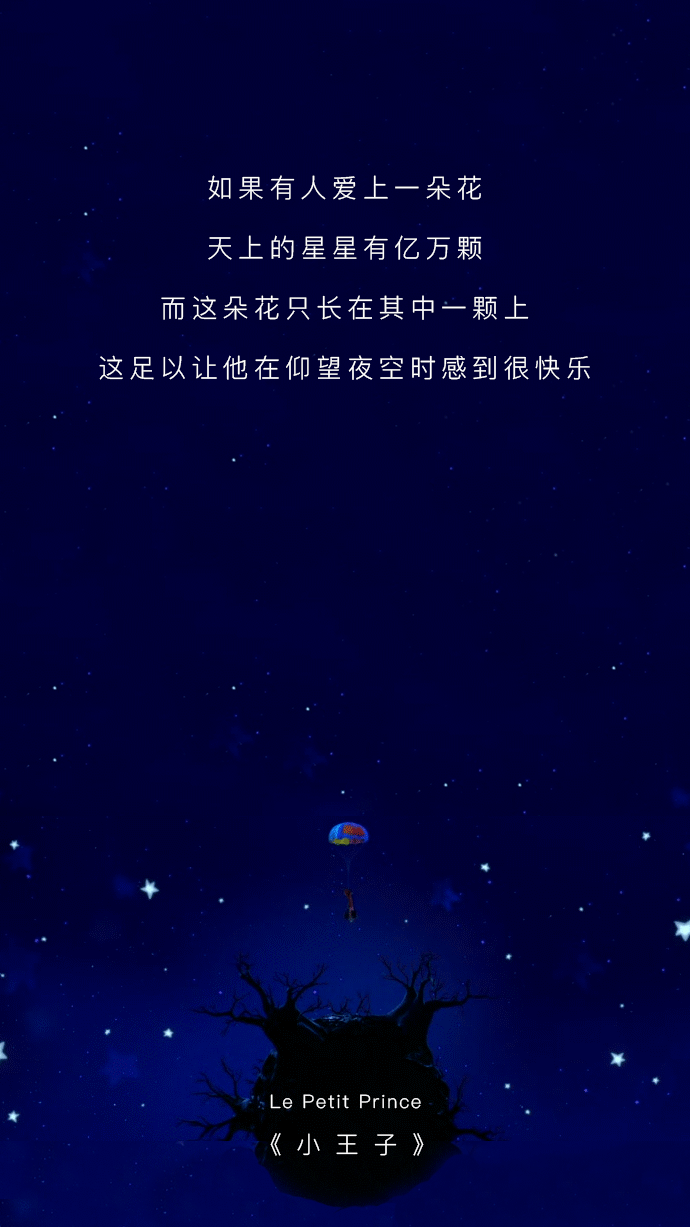 如果有人爱上一朵花
天上的星星有亿万颗
而这朵花只长在其中一颗上
这足以让他在仰望夜空时感到很快乐
Le Petit Prince
《小王子》